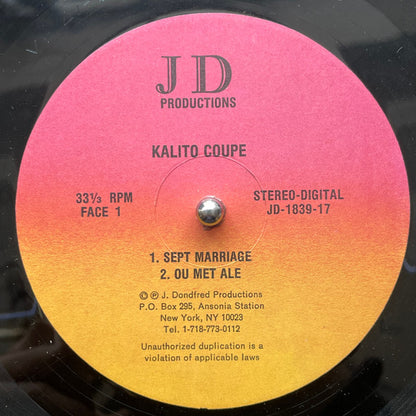 J D
PRODUCTIONS
KALITO COUPE
33⅓ RPM
FACE 1
STEREO-DIGITAL
JD-1839-17
1. SEPT MARRIAGE
2. OU MET ALE
© ℗ J. Dondfred Productions
P.O. Box 295, Ansonia Station
New York, NY 10023
Tel. 1-718-773-0112
Unauthorized duplication is a
violation of applicable laws